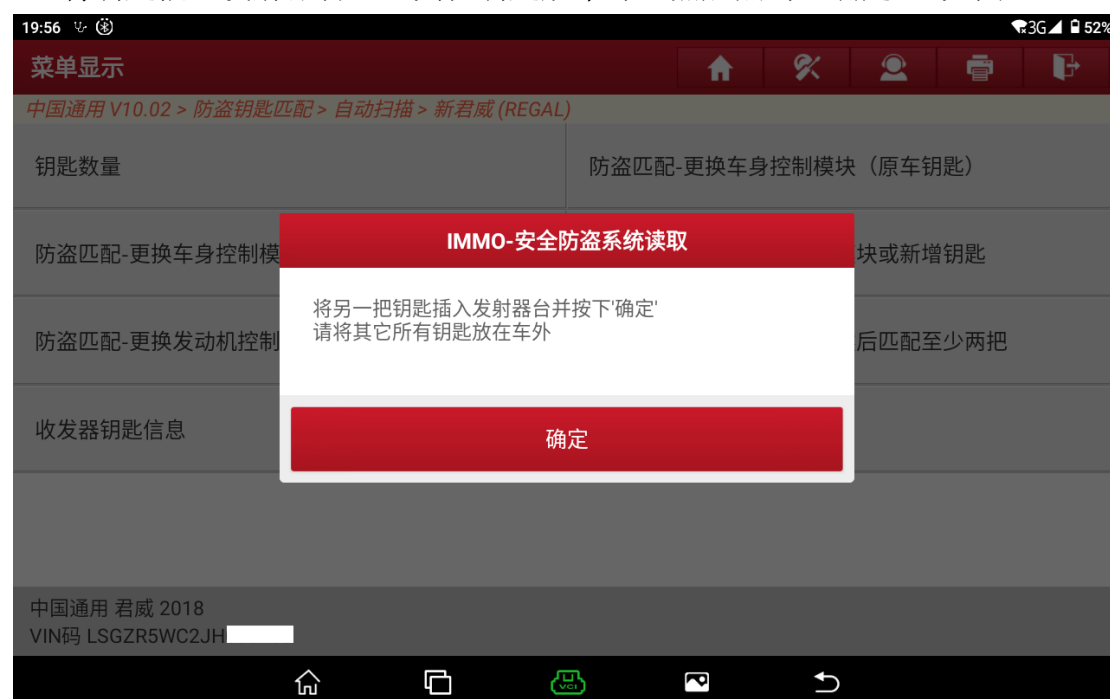 19:56
3G 52%
菜单显示
中国通用 V10.02 > 防盗钥匙匹配 > 自动扫描 > 新君威 (REGAL)
钥匙数量
防盗匹配-更换车身控制模块（原车钥匙）
防盗匹配-更换车身控制模
块或新增钥匙
IMMO-安全防盗系统读取
将另一把钥匙插入发射器台并按下'确定'
请将其它所有钥匙放在车外
防盗匹配-更换发动机控制
后匹配至少两把
收发器钥匙信息
确定
中国通用 君威 2018
VIN码 LSGZR5WC2JH
VCI